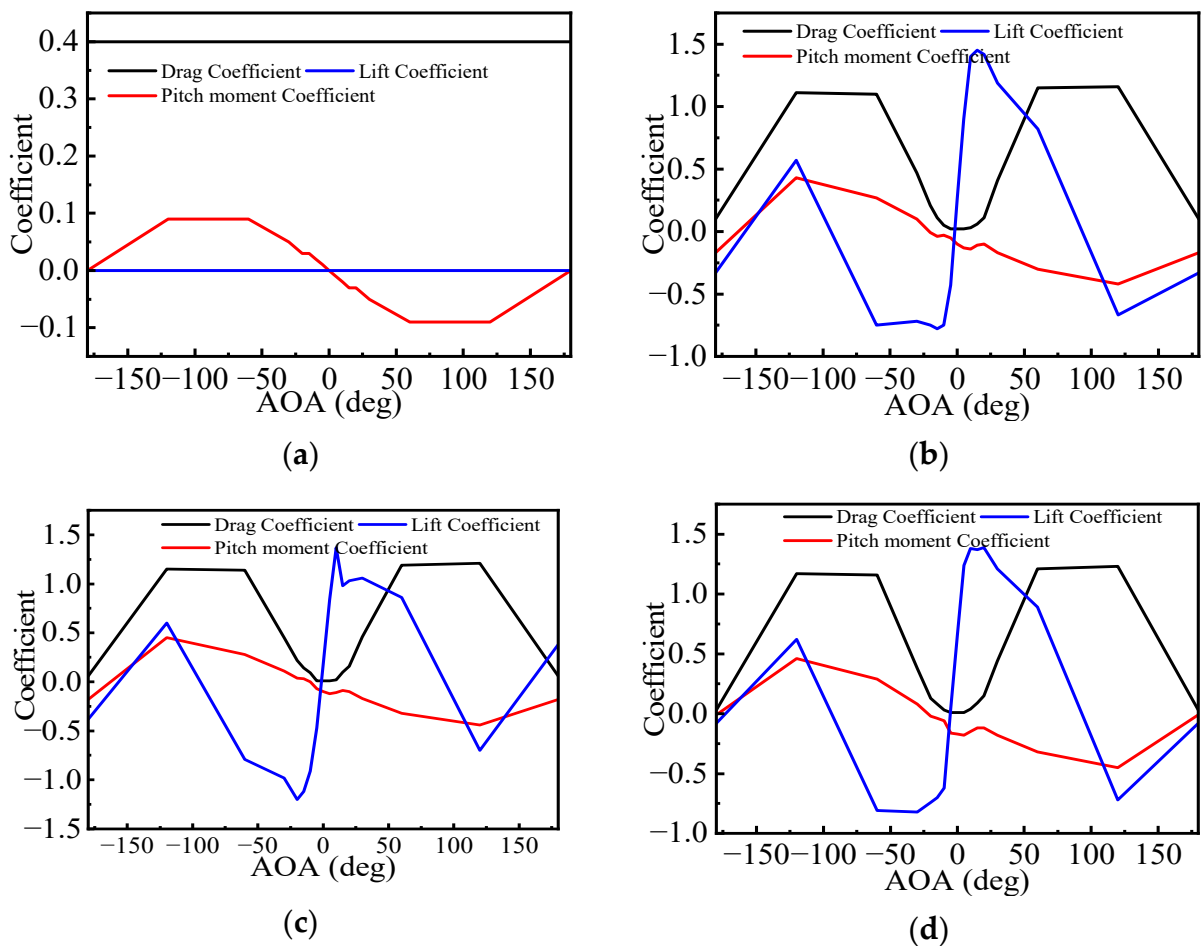 0.4
0.3
0.2
0.1
0.0
−0.1
Coefficient
Drag Coefficient Lift Coefficient
Pitch moment Coefficient
−150 −100 −50 0 50 100 150
AOA (deg)
(a)
1.5
1.0
0.5
0.0
−0.5
−1.0
Coefficient
Drag Coefficient Lift Coefficient
Pitch moment Coefficient
−150 −100 −50 0 50 100 150
AOA (deg)
(b)
1.5
1.0
0.5
0.0
−0.5
−1.0
−1.5
Coefficient
Drag Coefficient Lift Coefficient
Pitch moment Coefficient
−150 −100 −50 0 50 100 150
AOA (deg)
(c)
1.5
1.0
0.5
0.0
−0.5
−1.0
Coefficient
Drag Coefficient Lift Coefficient
Pitch moment Coefficient
−150 −100 −50 0 50 100 150
AOA (deg)
(d)